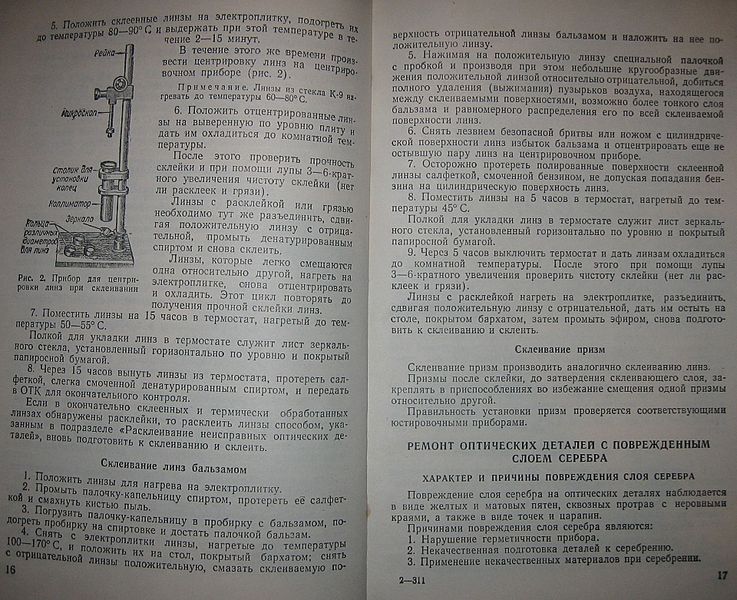 5. Положить склеенные линзы на электроплитку, подогреть их
до температуры 80—90° С и выдержать при этой температуре в те-
чение 2—15 минут.
В течение этого же времени произ-
вести центрировку линз на центриро-
вочном приборе (рис. 2).
Примечание. Линзы из стекла К-9 на-
гревать до температуры 60—80° С.
6. Положить отцентрированные лин-
зы на выверенную по уровню плиту и
дать им охладиться до комнатной тем-
пературы.
После этого проверить прочность
склейки и при помощи лупы 3—6-крат-
ного увеличения чистоту склейки (нет
ли расклеек и грязи).
Линзы с расклейкой или грязью
необходимо тут же разъединить, сдви-
гая положительную линзу с отрица-
тельной, промыть денатурированным
спиртом и снова склеить.
Линзы, которые легко смещаются
одна относительно другой, нагреть на
электроплитке, снова отцентрировать
и охладить. Этот цикл повторять до
получения прочной склейки линз.
Рейка
Микроскоп
Столик для
установки
колец
Коллиматор
Зеркало
Кольца
различных
диаметров
для линз
Рис. 2. Прибор для центри-
ровки линз при склеивании
7. Поместить линзы на 15 часов в термостат, нагретый до тем-
пературы 50—55° С.
Полкой для укладки линз в термостате служит лист зеркаль-
ного стекла, установленный горизонтально по уровню и покрытый
папиросной бумагой.
8. Через 15 часов вынуть линзы из термостата, протереть сал-
феткой, слегка смоченной денатурированным спиртом, и передать
в ОТК для окончательного контроля.
Если в окончательно склеенных и термически обработанных
линзах обнаружены расклейки, то расклеить линзы способом, ука-
занным в подразделе «Расклеивание неисправных оптических де-
талей», вновь подготовить к склеиванию и склеить.
Склеивание линз бальзамом
1. Положить линзы для нагрева на электроплитку.
2. Промыть палочку-капельницу спиртом, протереть её салфет-
кой и смахнуть кистью пыль.
3. Погрузить палочку-капельницу в пробирку с бальзамом, по-
догреть пробирку на спиртовке и достать палочкой бальзам.
4. Снять с электроплитки линзы, нагретые до температуры
100—170° С, и положить их на стол, покрытый бархатом; снять
с отрицательной линзы положительную, смазать склеиваемую по-
16
верхность отрицательной линзы бальзамом и наложить на нее по-
ложительную линзу.
5. Нажимая на положительную линзу специальной палочкой
с пробкой и производя при этом небольшие кругообразные дви-
жения положительной линзой относительно отрицательной, добиться
полного удаления (выжимания) пузырьков воздуха, находящегося
между склеиваемыми поверхностями, возможно более тонкого слоя
бальзама и равномерного распределения его по всей склеиваемой
поверхности линз.
6. Снять лезвием безопасной бритвы или ножом с цилиндриче-
ской поверхности линз избыток бальзама и отцентрировать еще не
остывшую пару линз на центрировочном приборе.
7. Осторожно протереть полированные поверхности склеенной
линзы салфеткой, смоченной бензином, не допуская попадания бен-
зина на цилиндрическую поверхность линз.
8. Поместить линзы на 5 часов в термостат, нагретый до тем-
пературы 45° С.
Полкой для укладки линз в термостате служит лист зеркаль-
ного стекла, установленный горизонтально по уровню и покрытый
папиросной бумагой.
9. Через 5 часов выключить термостат и дать линзам охладиться
до комнатной температуры. После этого при помощи лупы
3—6-кратного увеличения проверить чистоту склейки (нет ли рас-
клеек и грязи).
Линзы с расклейкой нагреть на электроплитке, разъединить,
сдвигая положительную линзу с отрицательной, дать им остыть на
столе, покрытом бархатом, затем промыть эфиром, снова подгото-
вить к склеиванию и склеить.
Склеивание призм
Склеивание призм производить аналогично склеиванию линз.
Призмы после склейки, до затвердения склеивающего слоя, за-
креплять в приспособлениях во избежание смещения одной призмы
относительно другой.
Правильность установки призм проверяется соответствующими
юстировочными приборами.
РЕМОНТ ОПТИЧЕСКИХ ДЕТАЛЕЙ С ПОВРЕЖДЕННЫМ
СЛОЕМ СЕРЕБРА
ХАРАКТЕР И ПРИЧИНЫ ПОВРЕЖДЕНИЯ СЛОЯ СЕРЕБРА
Повреждение слоя серебра на оптических деталях наблюдается
в виде желтых и матовых пятен, сквозных протрав с неровными
краями, а также в виде точек и царапин.
Причинами повреждения слоя серебра являются:
1. Нарушение герметичности прибора.
2. Некачественная подготовка деталей к серебрению.
3. Применение некачественных материалов при серебрении.
2—311
17